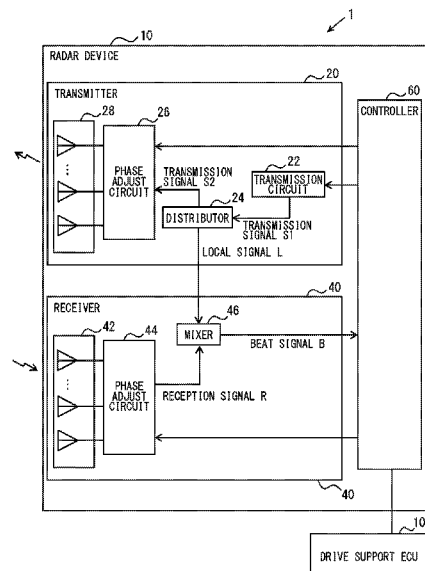 1
10
RADAR DEVICE
20
TRANSMITTER
60
CONTROLLER
28
26
PHASE
ADJUST
CIRCUIT
22
TRANSMISSION
CIRCUIT
TRANSMISSION
SIGNAL S2
24
DISTRIBUTOR
TRANSMISSION
SIGNAL S1
LOCAL SIGNAL L
40
RECEIVER
42
44
46
MIXER
BEAT SIGNAL B
PHASE
ADJUST
CIRCUIT
RECEPTION SIGNAL R
40
DRIVE SUPPORT ECU